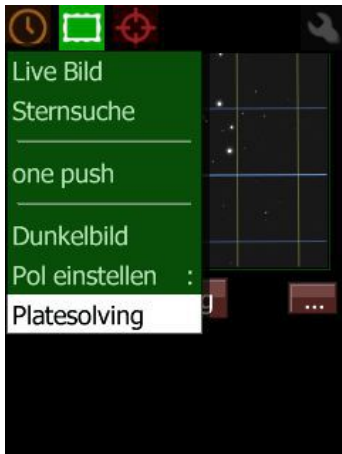 Live Bild
Sternsuche
one push
Dunkelbild
Pol einstellen :
Platesolving
...